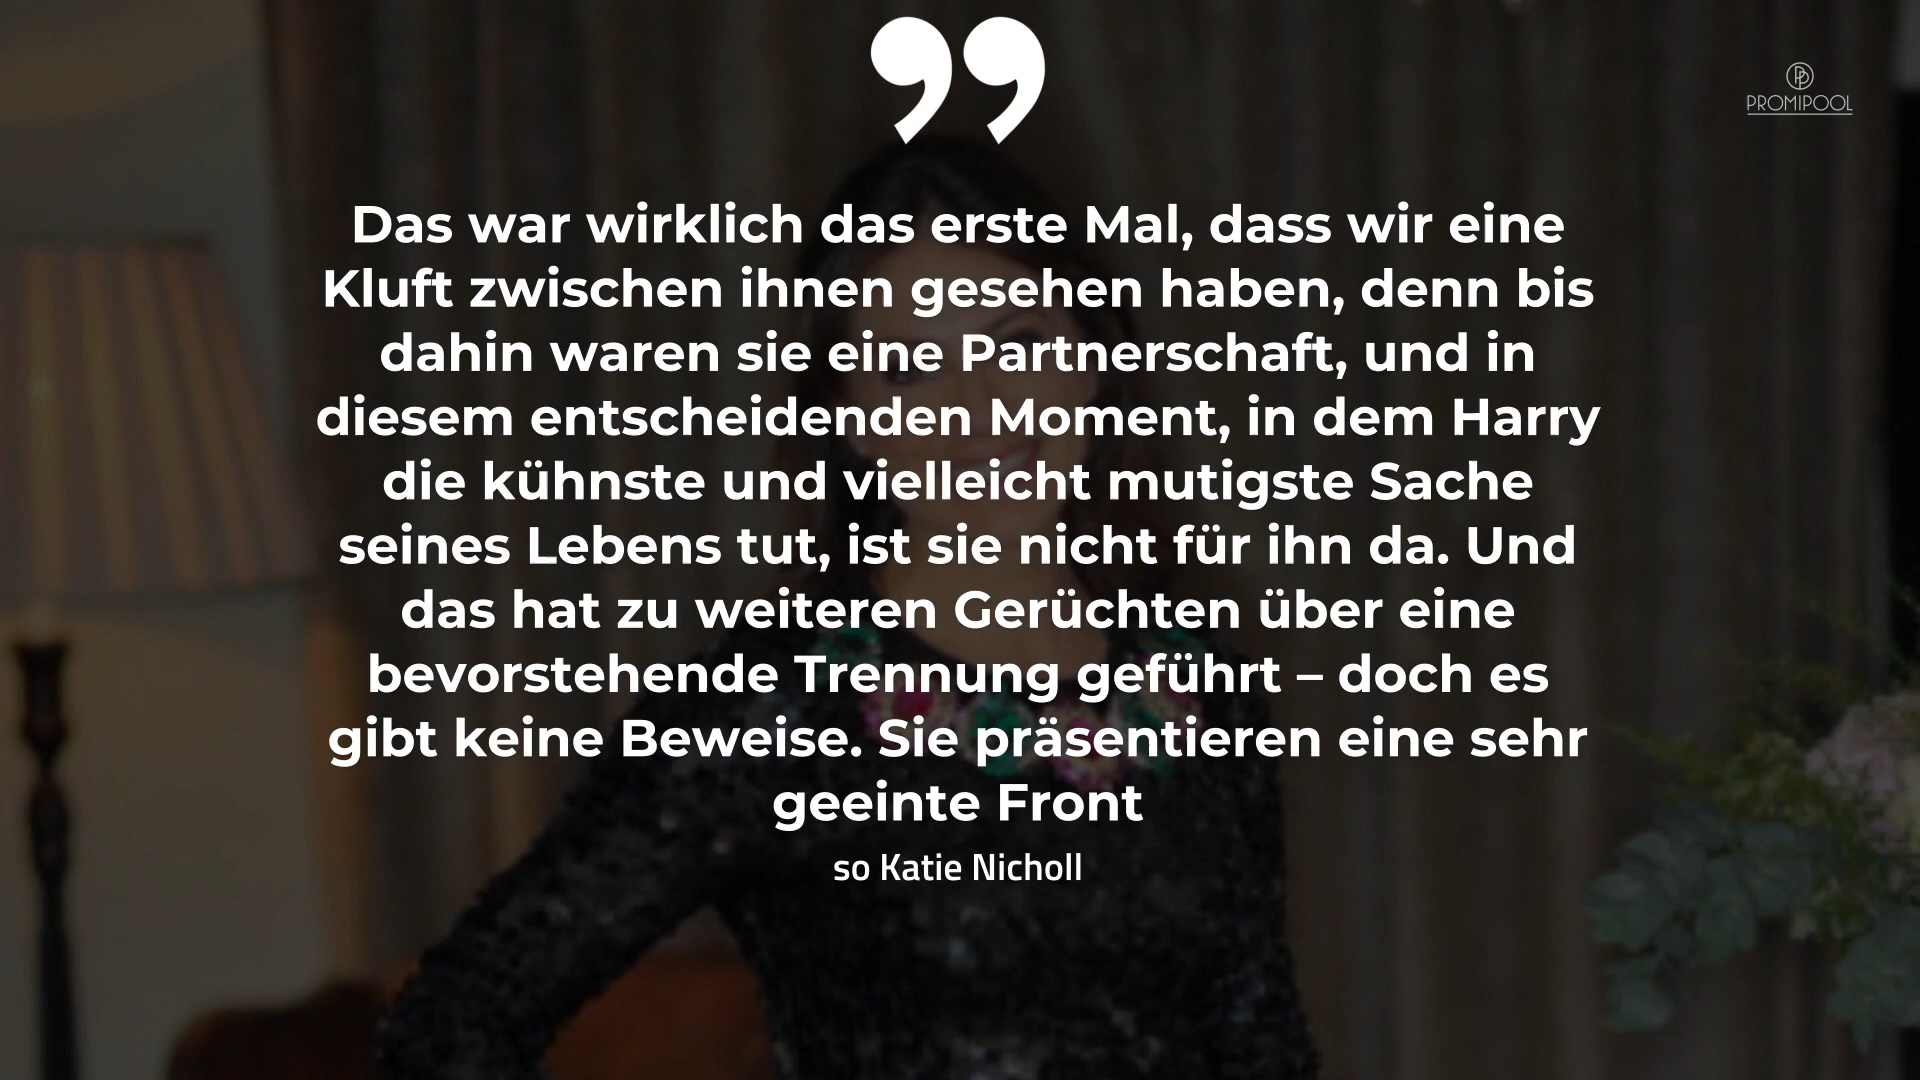 ”
PROMIPOOL
Das war wirklich das erste Mal, dass wir eine
Kluft zwischen ihnen gesehen haben, denn bis
dahin waren sie eine Partnerschaft, und in
diesem entscheidenden Moment, in dem Harry
die kühnste und vielleicht mutigste Sache
seines Lebens tut, ist sie nicht für ihn da. Und
das hat zu weiteren Gerüchten über eine
bevorstehende Trennung geführt – doch es
gibt keine Beweise. Sie präsentieren eine sehr
geeinte Front
so Katie Nicholl